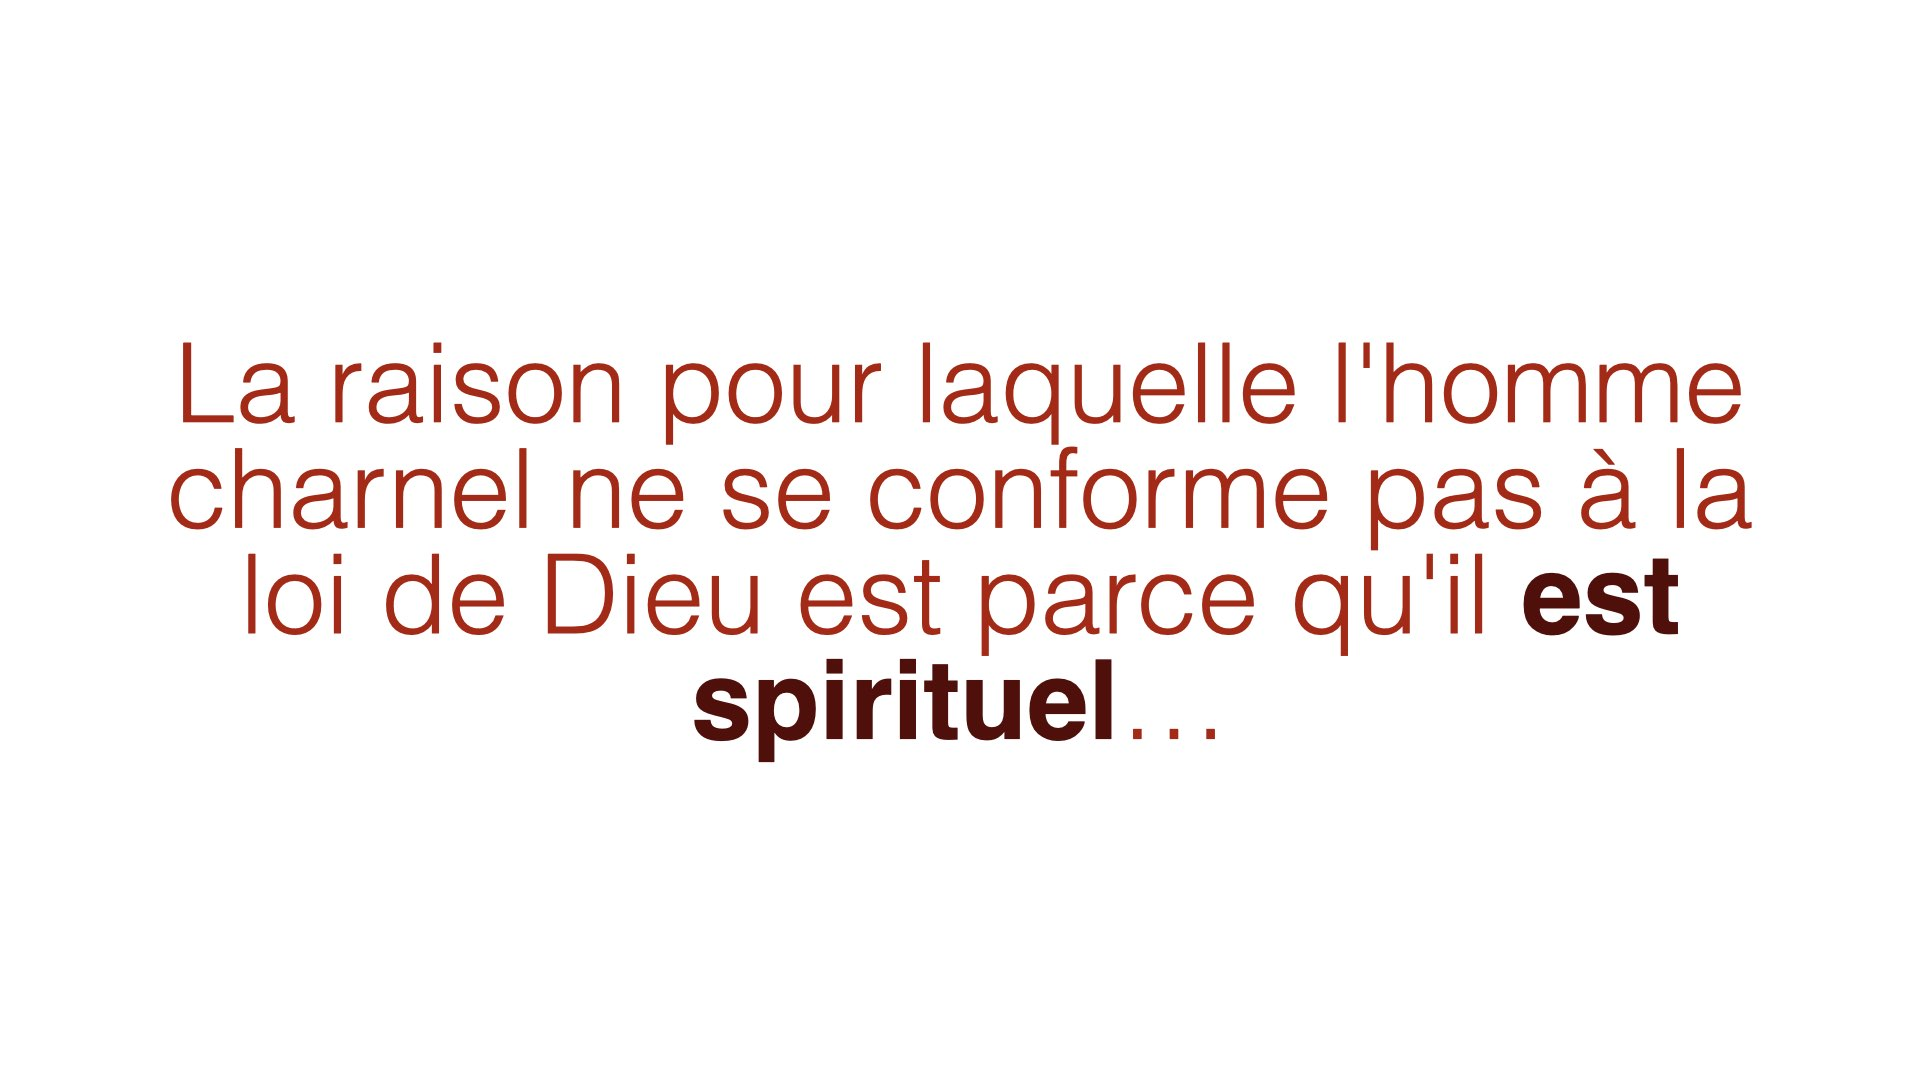 La raison pour laquelle l'homme
charnel ne se conforme pas à la
loi de Dieu est parce qu'il est
spirituel…